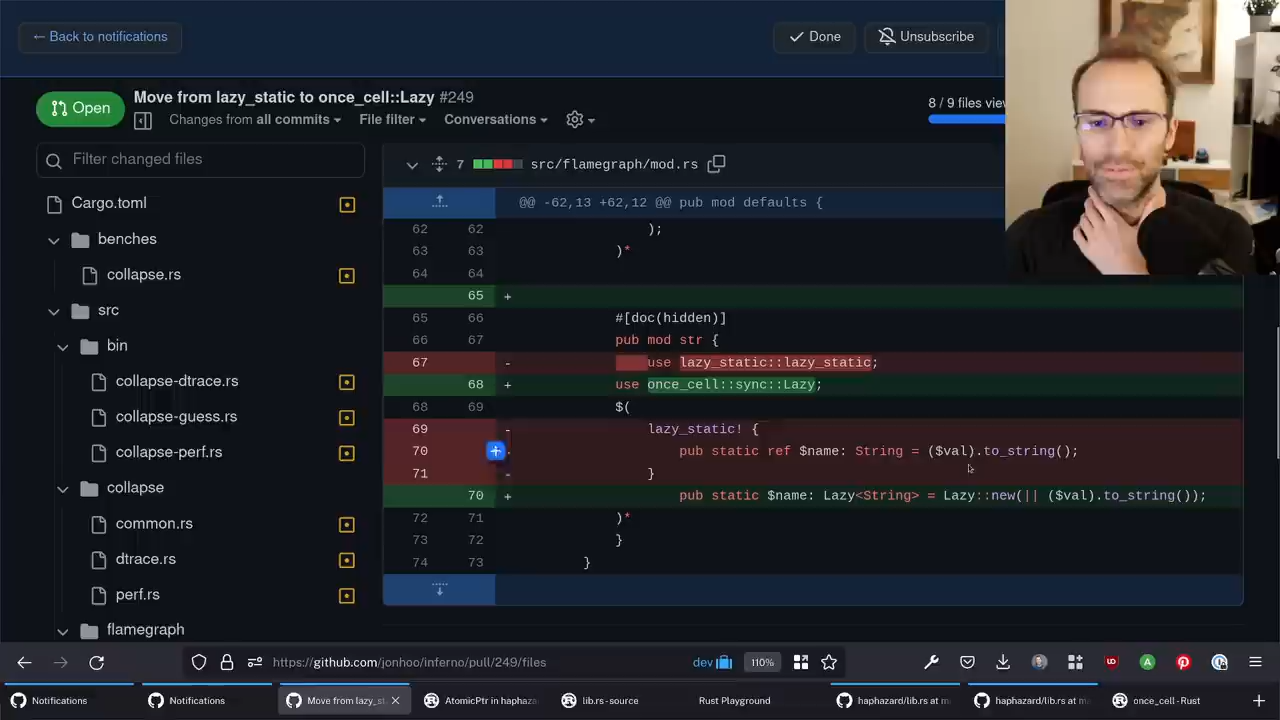 ← Back to notifications
Done
Unsubscribe
Open
Move from lazy_static to once_cell::Lazy #249
Changes from all commits
File filter
Conversations
8 / 9 files view
Filter changed files
7
src/flamegraph/mod.rs
Cargo.toml
benches
collapse.rs
src
bin
collapse-dtrace.rs
collapse-guess.rs
collapse-perf.rs
collapse
common.rs
dtrace.rs
perf.rs
flamegraph
@@ -62,13 +62,12 @@ pub mod defaults {
62 62 );
63 63 )*
64 64
65 +
65 66 #[doc(hidden)]
66 67 pub mod str {
67 - use lazy_static::lazy_static;
68 + use once_cell::sync::Lazy;
68 69 $(
69 - lazy_static! {
70 pub static ref $name: String = ($val).to_string();
71 - }
70 + pub static $name: Lazy<String> = Lazy::new(|| ($val).to_string());
72 71 )*
73 72 }
74 73 }
https://github.com/jonhoo/inferno/pull/249/files
dev
110%
Notifications
Notifications
Move from lazy_st
AtomicPtr in haphaza
lib.rs - source
Rust Playground
haphazard/lib.rs at m
haphazard/lib.rs at m
once_cell - Rust